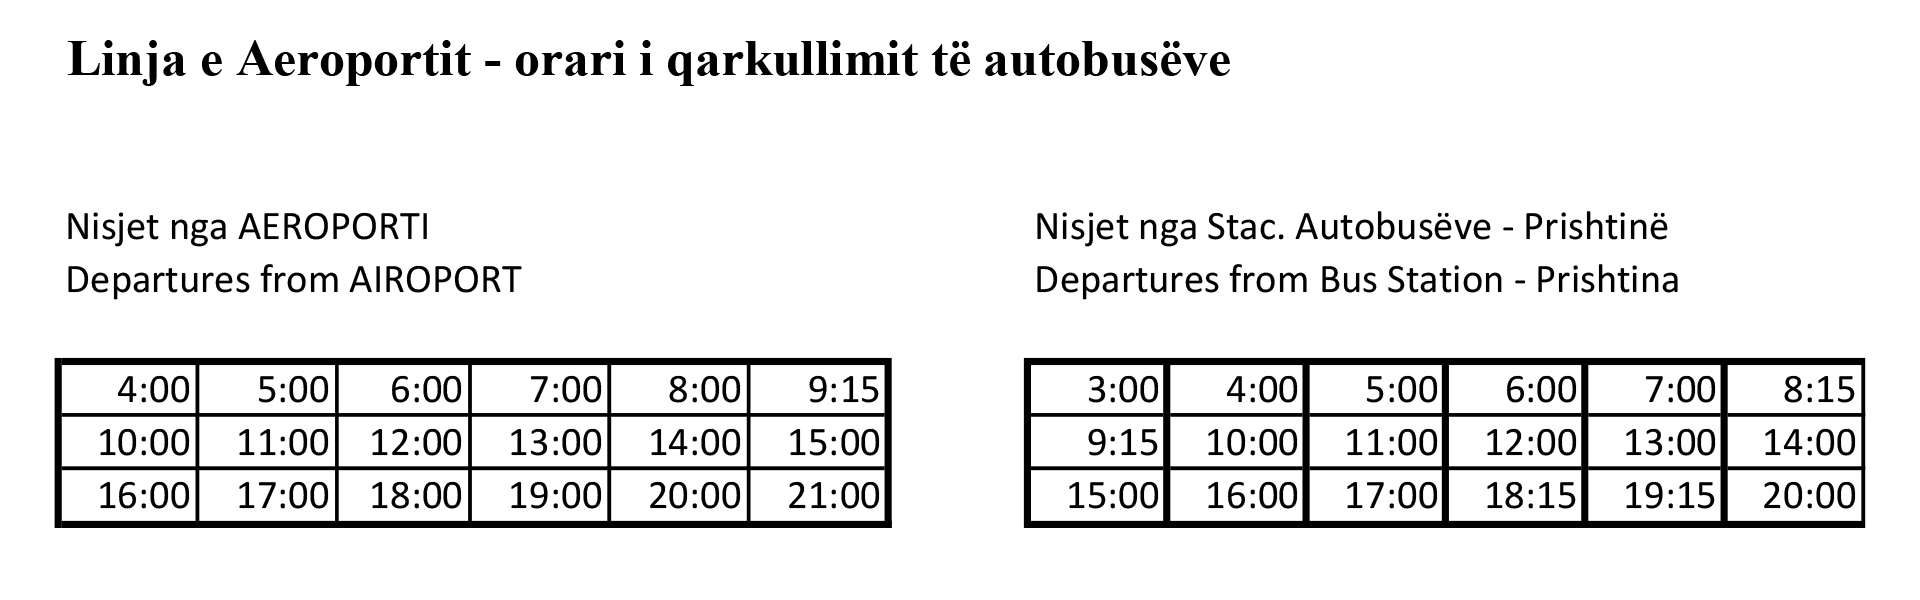 Linja e Aeroportit - orari i qarkullimit të autobusëve
Nisjet nga AEROPORTI
Departures from AIROPORT
4:00 5:00 6:00 7:00 8:00 9:15
10:00 11:00 12:00 13:00 14:00 15:00
16:00 17:00 18:00 19:00 20:00 21:00
Nisjet nga Stac. Autobusëve - Prishtinë
Departures from Bus Station - Prishtina
3:00 4:00 5:00 6:00 7:00 8:15
9:15 10:00 11:00 12:00 13:00 14:00
15:00 16:00 17:00 18:15 19:15 20:00